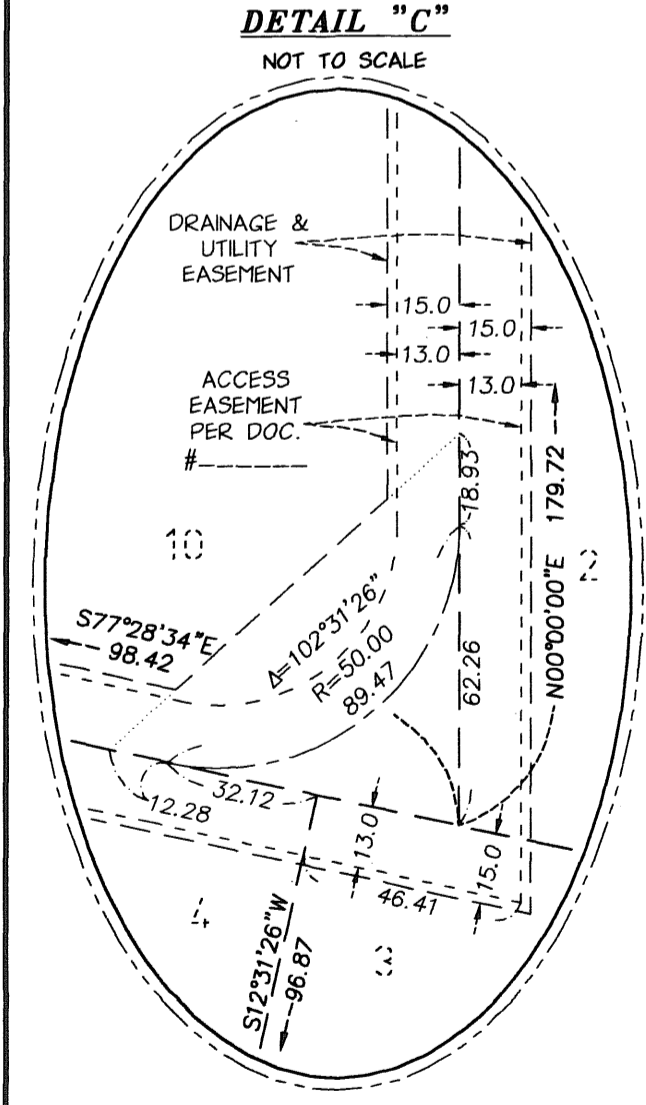 DETAIL "C"
NOT TO SCALE
DRAINAGE &
UTILITY
EASEMENT
15.0
15.0
13.0
13.0
ACCESS
EASEMENT
PER DOC.
#
18.93
N00°00'00"E 179.72
10
2
S77°28'34"E
98.42
Δ=102°31'26"
R=50.00
89.47
62.26
32.12
12.28
13.0
15.0
46.41
4
3
S12°31'26"W
96.87